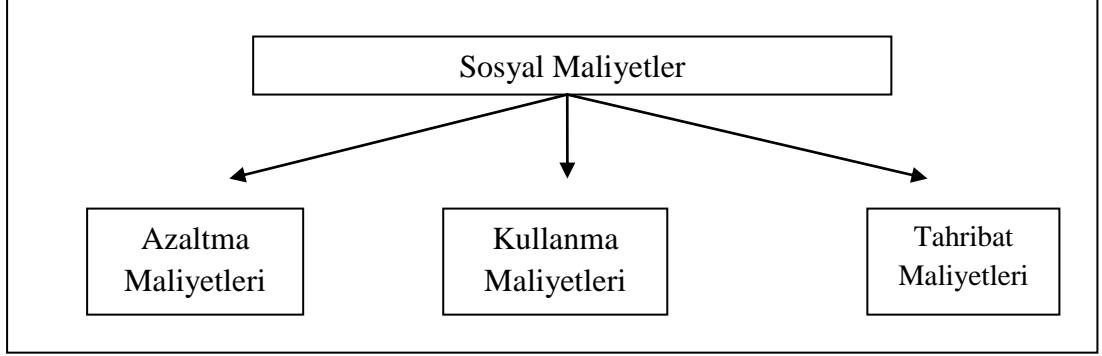 Sosyal Maliyetler
Azaltma
Maliyetleri
Kullanma
Maliyetleri
Tahribat
Maliyetleri